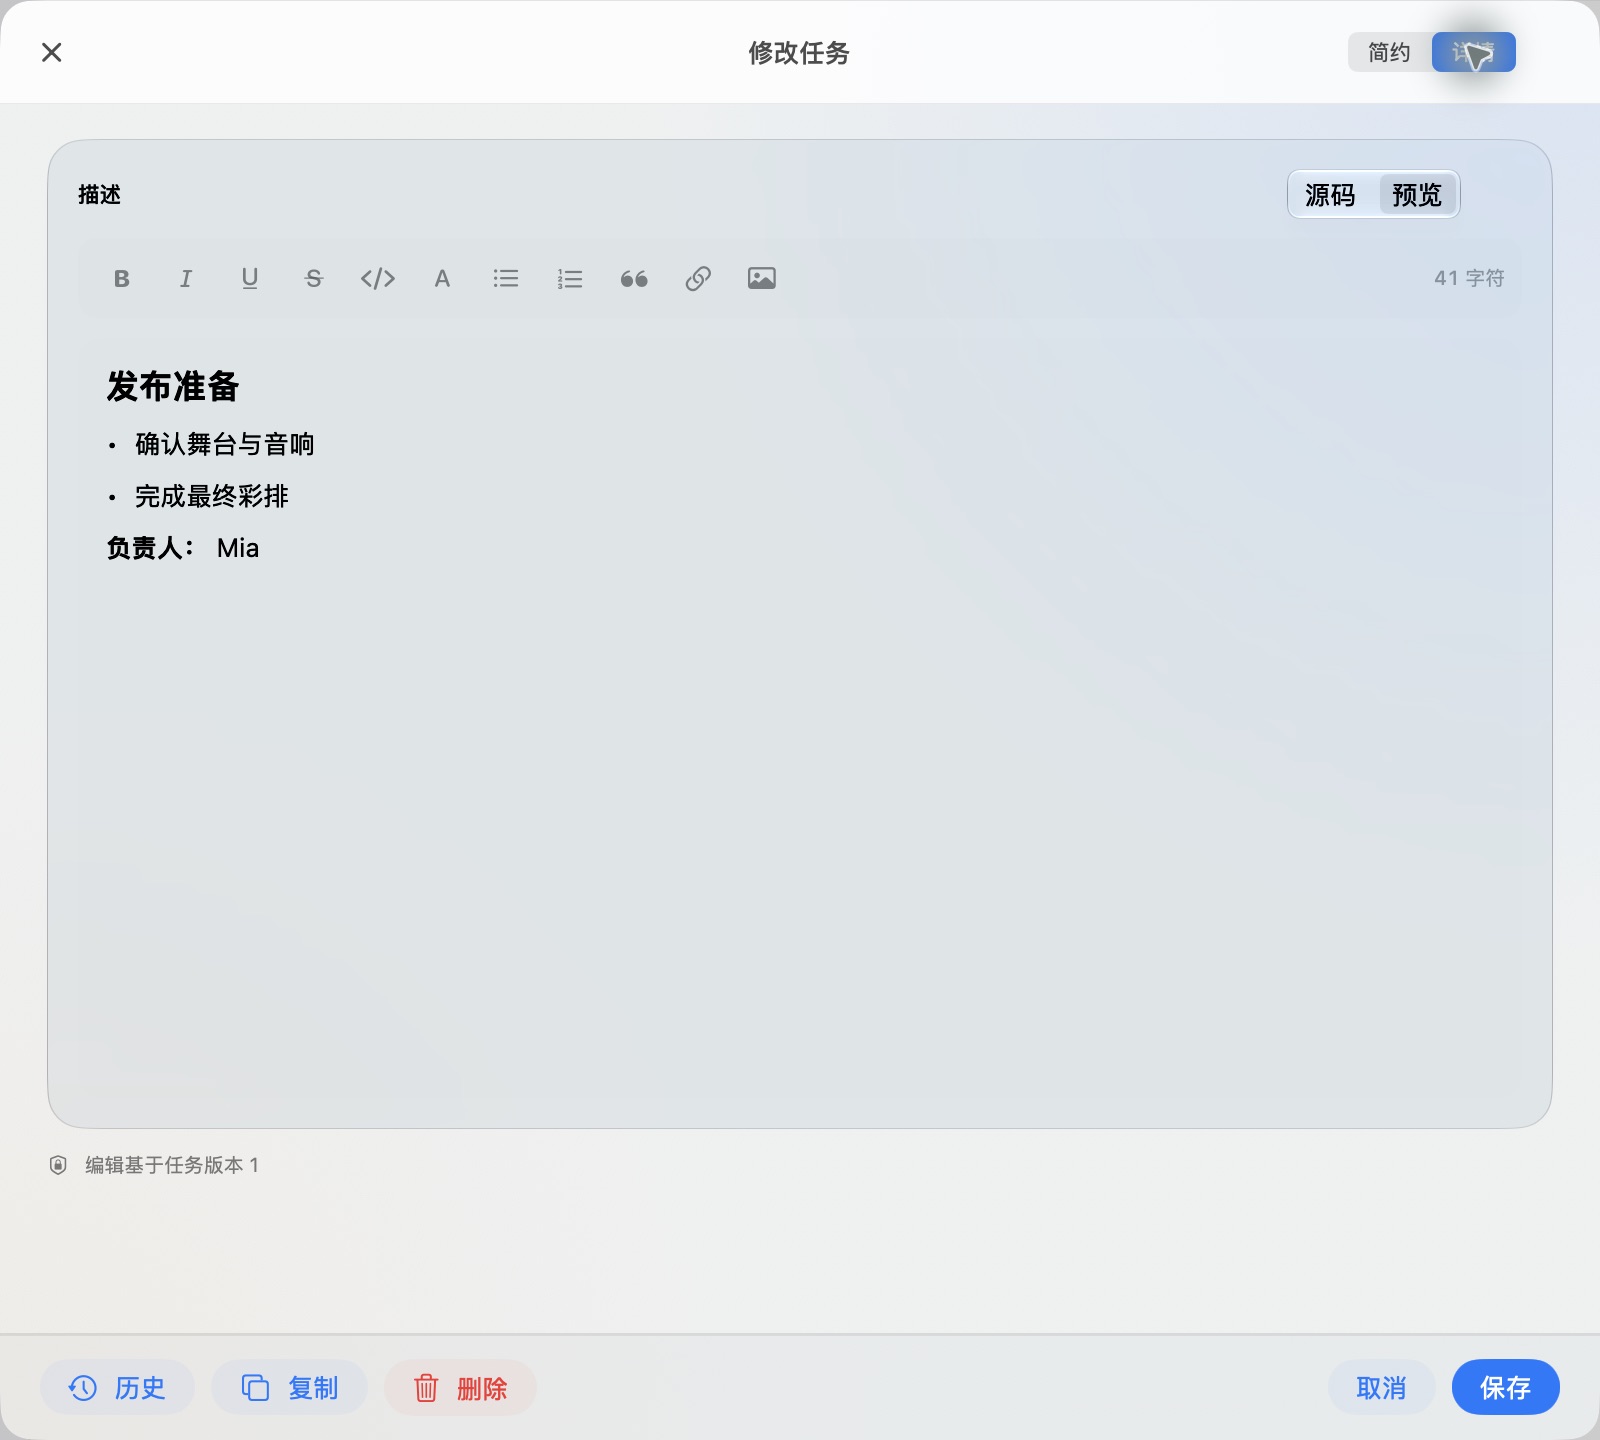 修改任务
简约
描述
源码 预览
B I U S </> A
41 字符
发布准备
• 确认舞台与音响
• 完成最终彩排
负责人： Mia
编辑基于任务版本 1
历史 复制 删除 取消 保存